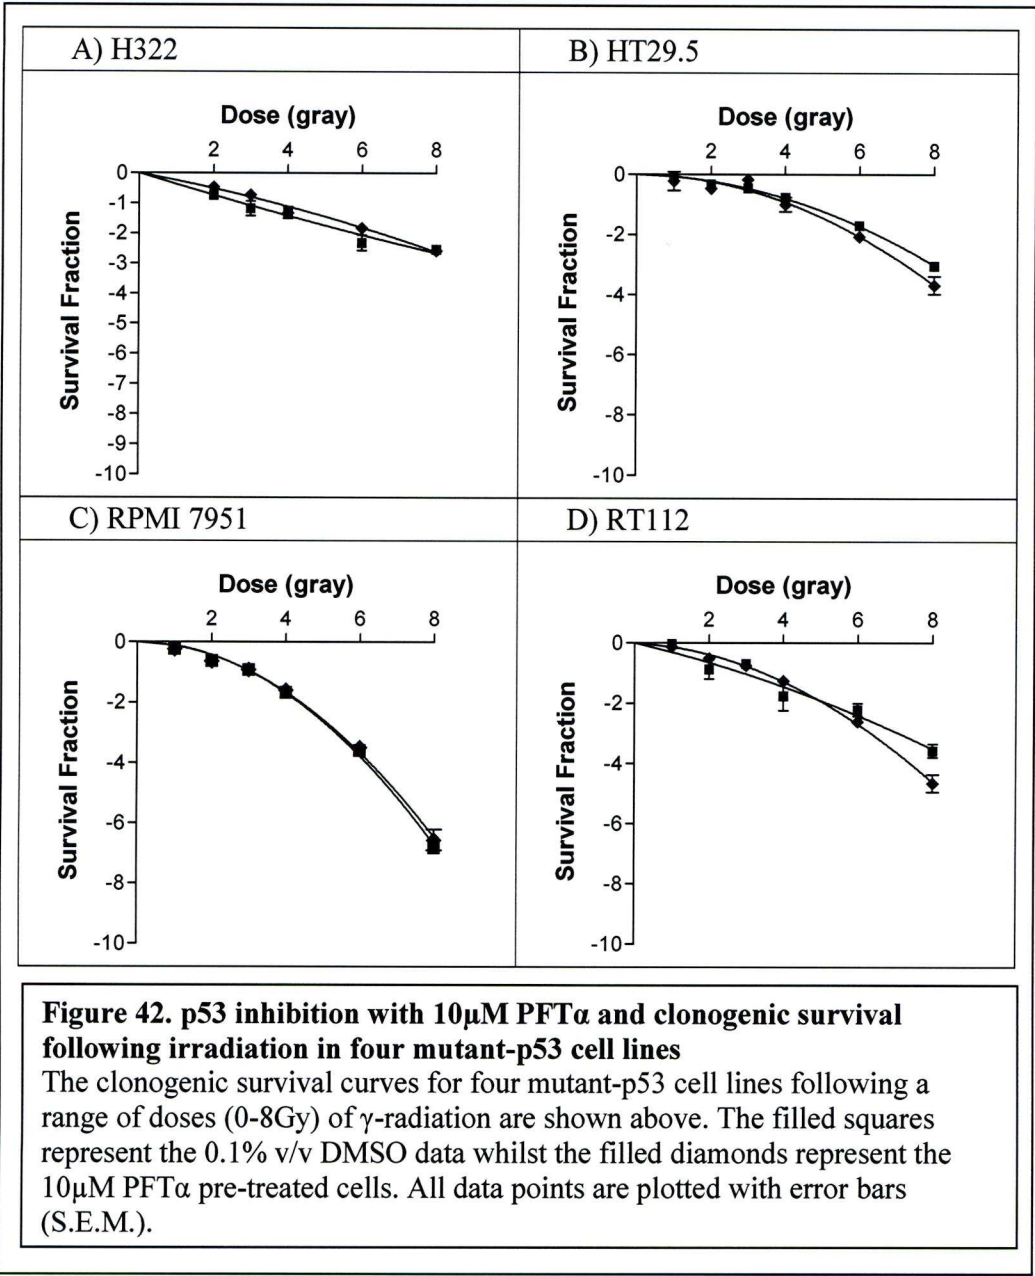 A) H322
B) HT29.5
Dose (gray)
2 4 6 8
0
-1
-2
-3
-4
-5
-6
-7
-8
-9
-10
Survival Fraction
Dose (gray)
2 4 6 8
0
-2
-4
-6
-8
-10
Survival Fraction
C) RPMI 7951
D) RT112
Dose (gray)
2 4 6 8
0
-2
-4
-6
-8
-10
Survival Fraction
Dose (gray)
2 4 6 8
0
-2
-4
-6
-8
-10
Survival Fraction
Figure 42. p53 inhibition with 10µM PFTα and clonogenic survival
following irradiation in four mutant-p53 cell lines
The clonogenic survival curves for four mutant-p53 cell lines following a
range of doses (0-8Gy) of γ-radiation are shown above. The filled squares
represent the 0.1% v/v DMSO data whilst the filled diamonds represent the
10µM PFTα pre-treated cells. All data points are plotted with error bars
(S.E.M.).